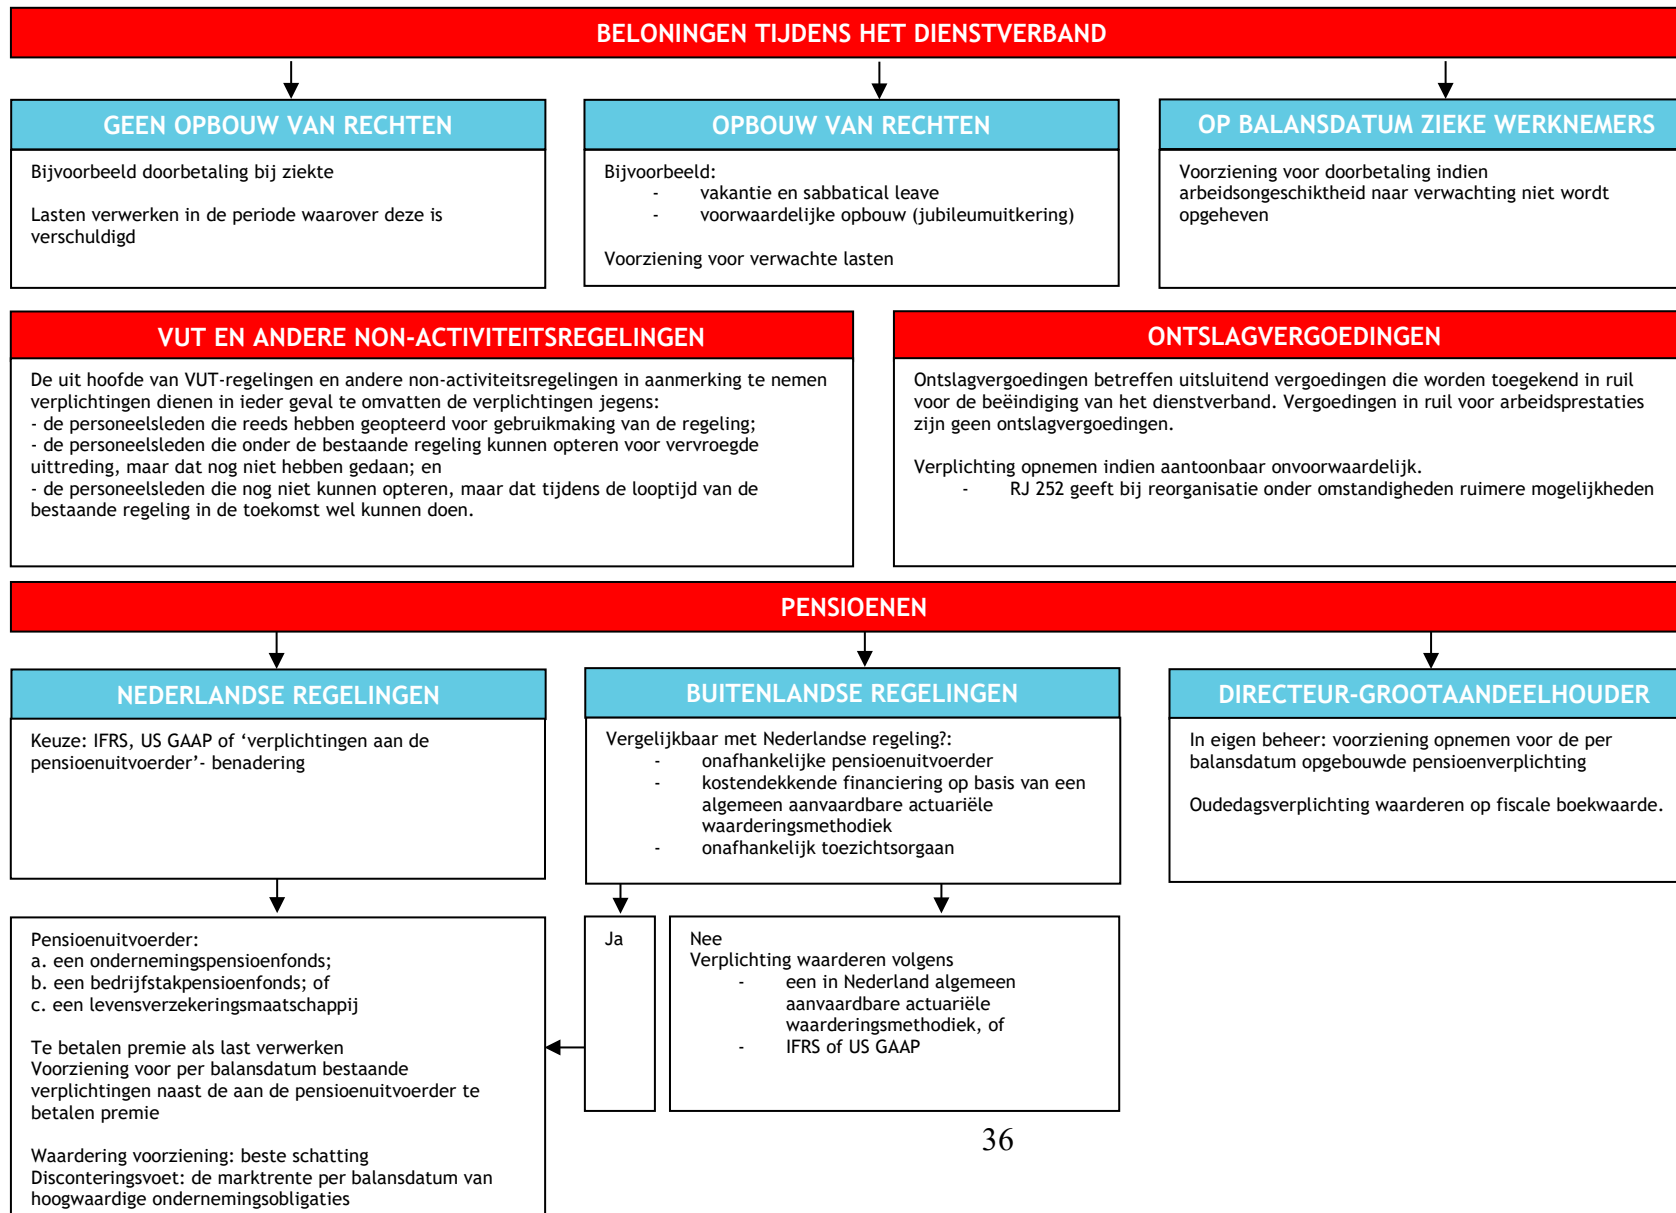 BELONINGEN TIJDENS HET DIENSTVERBAND
GEEN OPBOUW VAN RECHTEN
Bijvoorbeeld doorbetaling bij ziekte
Lasten verwerken in de periode waarover deze is
verschuldigd
OPBOUW VAN RECHTEN
Bijvoorbeeld:
- vakantie en sabbatical leave
- voorwaardelijke opbouw (jubileumuitkering)
Voorziening voor verwachte lasten
OP BALANSDATUM ZIEKE WERKNEMERS
Voorziening voor doorbetaling indien
arbeidsongeschiktheid naar verwachting niet wordt
opgeheven
VUT EN ANDERE NON-ACTIVITEITSREGELINGEN
De uit hoofde van VUT-regelingen en andere non-activiteitsregelingen in aanmerking te nemen
verplichtingen dienen in ieder geval te omvatten de verplichtingen jegens:
- de personeelsleden die reeds hebben geopteerd voor gebruikmaking van de regeling;
- de personeelsleden die onder de bestaande regeling kunnen opteren voor vervroegde
uittreding, maar dat nog niet hebben gedaan; en
- de personeelsleden die nog niet kunnen opteren, maar dat tijdens de looptijd van de
bestaande regeling in de toekomst wel kunnen doen.
ONTSLAGVERGOEDINGEN
Ontslagvergoedingen betreffen uitsluitend vergoedingen die worden toegekend in ruil
voor de beëindiging van het dienstverband. Vergoedingen in ruil voor arbeidsprestaties
zijn geen ontslagvergoedingen.
Verplichting opnemen indien aantoonbaar onvoorwaardelijk.
- RJ 252 geeft bij reorganisatie onder omstandigheden ruimere mogelijkheden
PENSIOENEN
NEDERLANDSE REGELINGEN
Keuze: IFRS, US GAAP of ‘verplichtingen aan de
pensioenuitvoerder’- benadering
Pensioenuitvoerder:
a. een ondernemingspensioenfonds;
b. een bedrijfstakpensioenfonds; of
c. een levensverzekeringsmaatschappij
Te betalen premie als last verwerken
Voorziening voor per balansdatum bestaande
verplichtingen naast de aan de pensioenuitvoerder te
betalen premie
Waardering voorziening: beste schatting
Disconteringsvoet: de marktrente per balansdatum van
hoogwaardige ondernemingsobligaties
BUITENLANDSE REGELINGEN
Vergelijkbaar met Nederlandse regeling?:
- onafhankelijke pensioenuitvoerder
- kostendekkende financiering op basis van een
algemeen aanvaardbare actuariële
waarderingsmethodiek
- onafhankelijk toezichtsorgaan
Ja
Nee
Verplichting waarderen volgens
- een in Nederland algemeen
aanvaardbare actuariële
waarderingsmethodiek, of
- IFRS of US GAAP
DIRECTEUR-GROOTAANDEELHOUDER
In eigen beheer: voorziening opnemen voor de per
balansdatum opgebouwde pensioenverplichting
Oudedagsverplichting waarderen op fiscale boekwaarde.
36